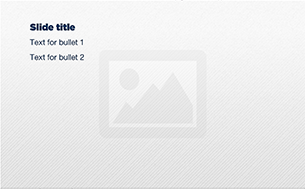 Slide title
Text for bullet 1
Text for bullet 2